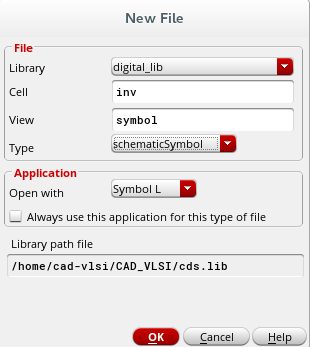 New File
File
Library digital_lib
Cell inv
View symbol
Type schematicSymbol
Application
Open with Symbol L
Always use this application for this type of file
Library path file
/home/cad-vlsi/CAD_VLSI/cds.lib
OK Cancel Help